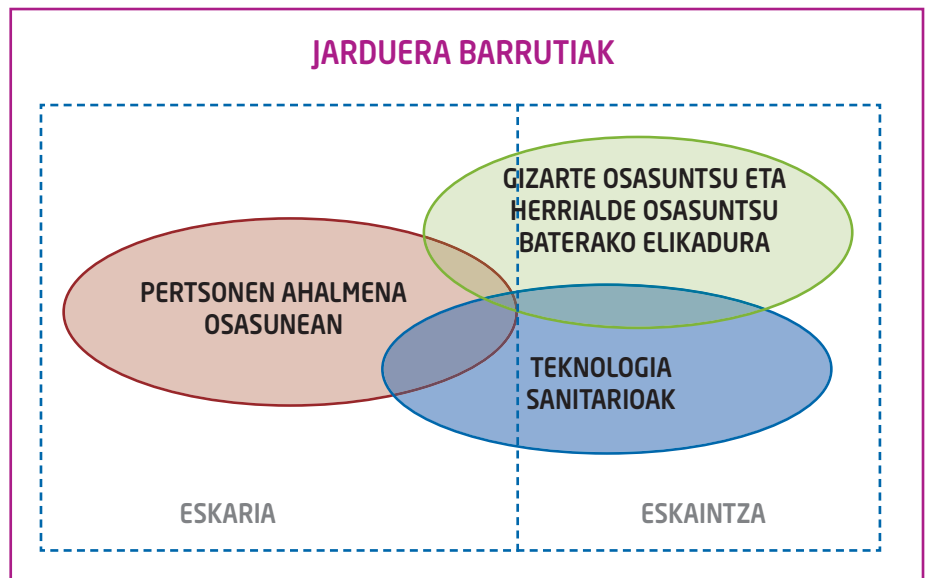 JARDUERA BARRUTIAK
GIZARTE OSASUNTSU ETA
HERRIALDE OSASUNTSU
BATERAKO ELIKADURA
PERTSONEN AHALMENA
OSASUNEAN
TEKNOLOGIA
SANITARIOAK
ESKARIA
ESKAINTZA